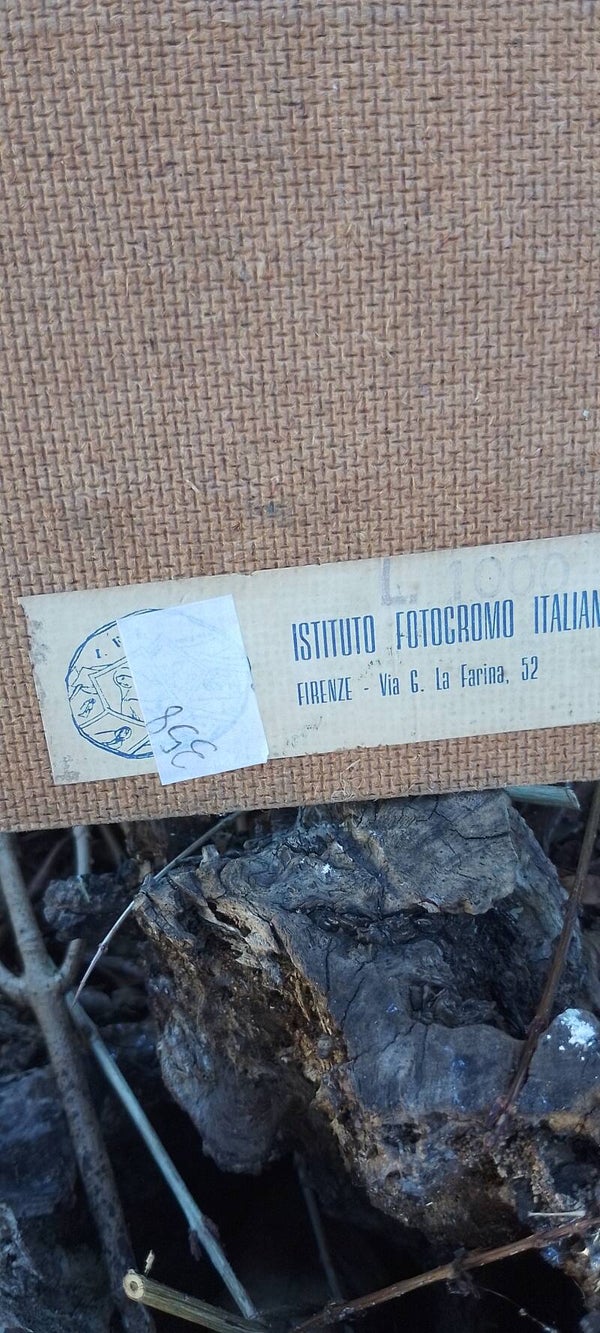 L. 1000
ISTITUTO FOTOCROMO ITALIAN
FIRENZE - Via G. La Farina, 52
358